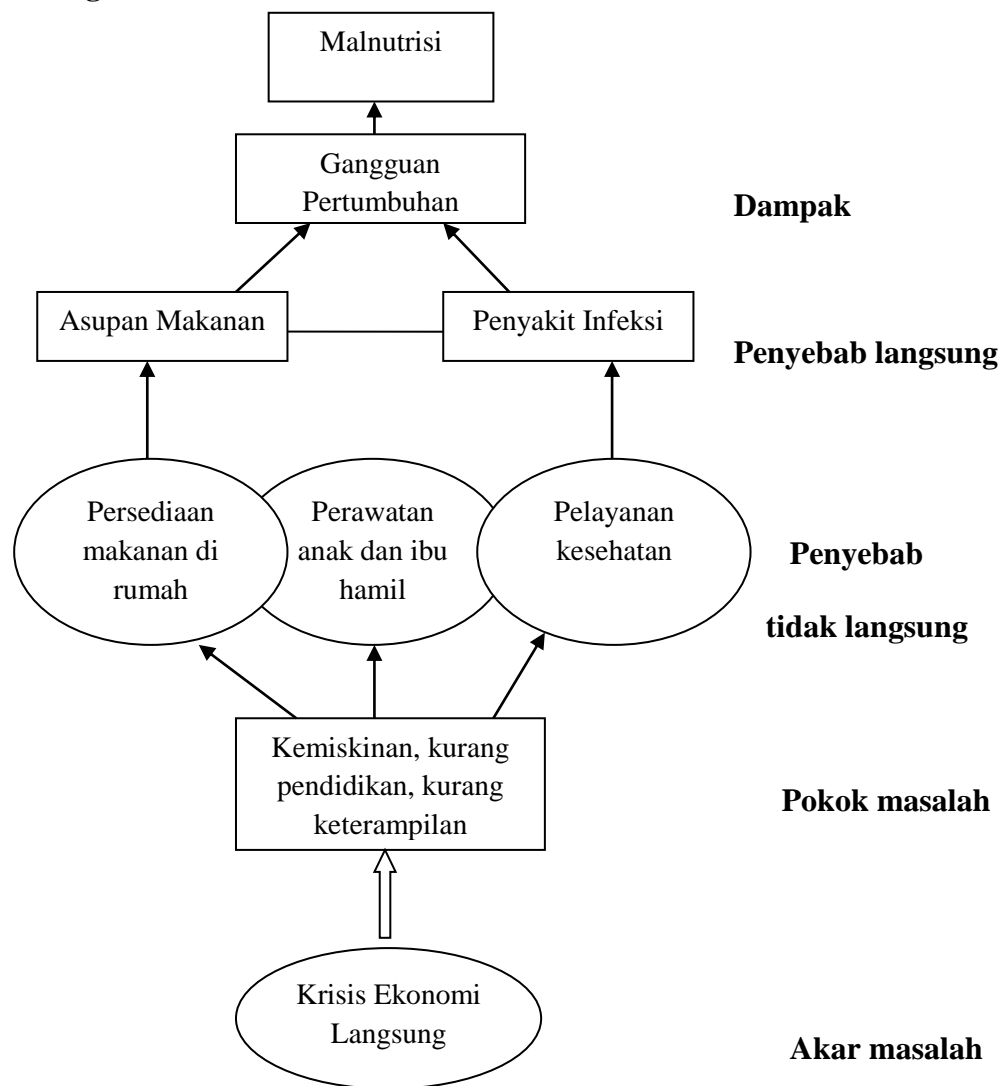 Malnutrisi
Gangguan
Pertumbuhan
Dampak
Asupan Makanan
Penyakit Infeksi
Penyebab langsung
Persediaan
makanan di
rumah
Perawatan
anak dan ibu
hamil
Pelayanan
kesehatan
Penyebab
tidak langsung
Kemiskinan, kurang
pendidikan, kurang
keterampilan
Pokok masalah
Krisis Ekonomi
Langsung
Akar masalah